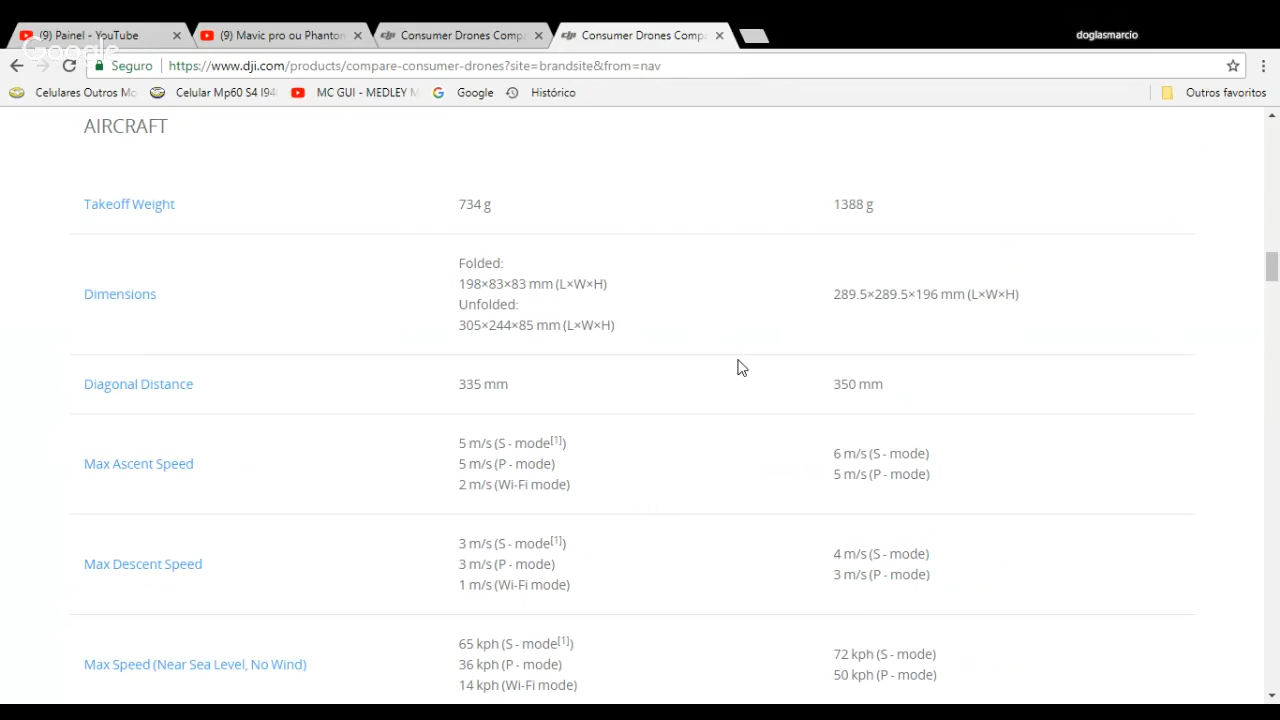 (9) Painel - YouTube
(9) Mavic pro ou Phanton
Consumer Drones Compa
Consumer Drones Compa
doglasmarcio
Google
Seguro
https://www.dji.com/products/compare-consumer-drones?site=brandsite&from=nav
Celulares Outros Mo
Celular Mp60 S4 I94
MC GUI - MEDLEY M
Google
Histórico
Outros favoritos
AIRCRAFT
Takeoff Weight
734 g
1388 g
Dimensions
Folded:
198×83×83 mm (L×W×H)
Unfolded:
305×244×85 mm (L×W×H)
289.5×289.5×196 mm (L×W×H)
Diagonal Distance
335 mm
350 mm
Max Ascent Speed
5 m/s (S - mode[1])
5 m/s (P - mode)
2 m/s (Wi-Fi mode)
6 m/s (S - mode)
5 m/s (P - mode)
Max Descent Speed
3 m/s (S - mode[1])
3 m/s (P - mode)
1 m/s (Wi-Fi mode)
4 m/s (S - mode)
3 m/s (P - mode)
Max Speed (Near Sea Level, No Wind)
65 kph (S - mode[1])
36 kph (P - mode)
14 kph (Wi-Fi mode)
72 kph (S - mode)
50 kph (P - mode)